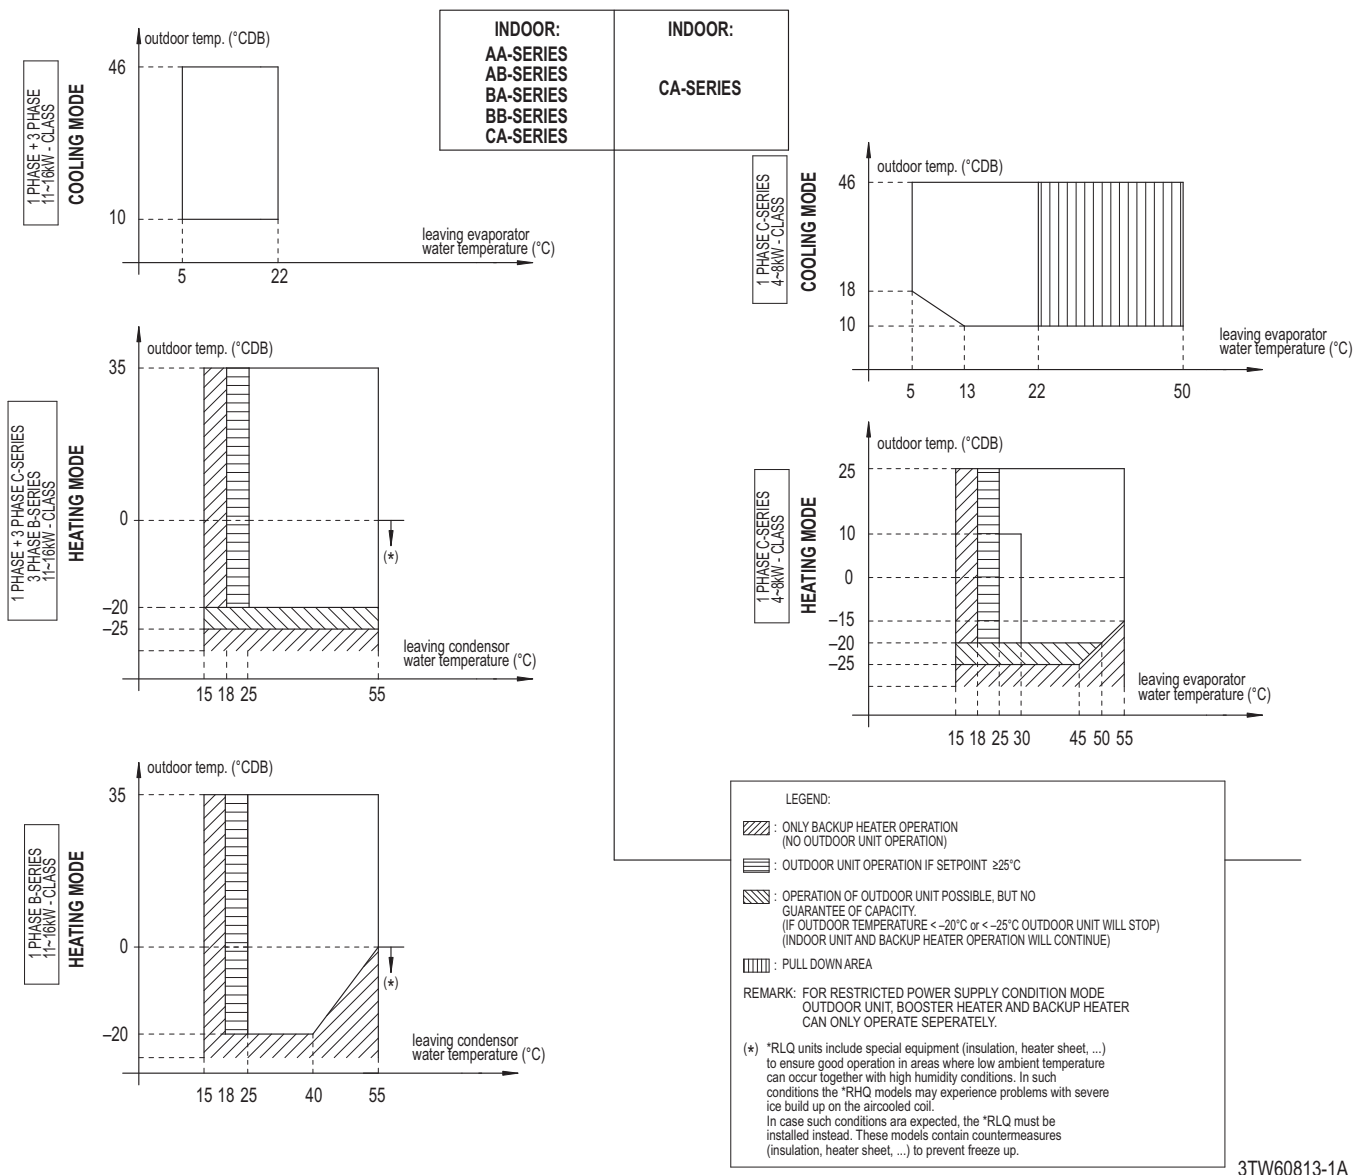 INDOOR:
AA-SERIES
AB-SERIES
BA-SERIES
BB-SERIES
CA-SERIES
INDOOR:
CA-SERIES
1 PHASE + 3 PHASE
11~16kW - CLASS
COOLING MODE
outdoor temp. (°CDB)
46
10
leaving evaporator
water temperature (°C)
5 22
1 PHASE + 3 PHASE C-SERIES
3 PHASE B-SERIES
11~16kW - CLASS
HEATING MODE
outdoor temp. (°CDB)
35
0
(*)
–20
–25
leaving condensor
water temperature (°C)
15 18 25 55
1 PHASE B-SERIES
11~16KW - CLASS
HEATING MODE
outdoor temp. (°CDB)
35
0
(*)
–20
leaving condensor
water temperature (°C)
15 18 25 40 55
1 PHASE C-SERIES
4~8kW - CLASS
COOLING MODE
outdoor temp. (°CDB)
46
18
10
leaving evaporator
water temperature (°C)
5 13 22 50
1 PHASE C-SERIES
4~8kW - CLASS
HEATING MODE
outdoor temp. (°CDB)
25
10
0
–15
–20
–25
leaving evaporator
water temperature (°C)
15 18 25 30 45 50 55
LEGEND:
: ONLY BACKUP HEATER OPERATION
(NO OUTDOOR UNIT OPERATION)
: OUTDOOR UNIT OPERATION IF SETPOINT ≥25°C
: OPERATION OF OUTDOOR UNIT POSSIBLE, BUT NO
GUARANTEE OF CAPACITY.
(IF OUTDOOR TEMPERATURE < –20°C or < –25°C OUTDOOR UNIT WILL STOP)
(INDOOR UNIT AND BACKUP HEATER OPERATION WILL CONTINUE)
: PULL DOWN AREA
REMARK: FOR RESTRICTED POWER SUPPLY CONDITION MODE
OUTDOOR UNIT, BOOSTER HEATER AND BACKUP HEATER
CAN ONLY OPERATE SEPERATELY.
(*) *RLQ units include special equipment (insulation, heater sheet, ...)
to ensure good operation in areas where low ambient temperature
can occur together with high humidity conditions. In such
conditions the *RHQ models may experience problems with severe
ice build up on the aircooled coil.
In case such conditions ara expected, the *RLQ must be
installed instead. These models contain countermeasures
(insulation, heater sheet, ...) to prevent freeze up.
3TW60813-1A